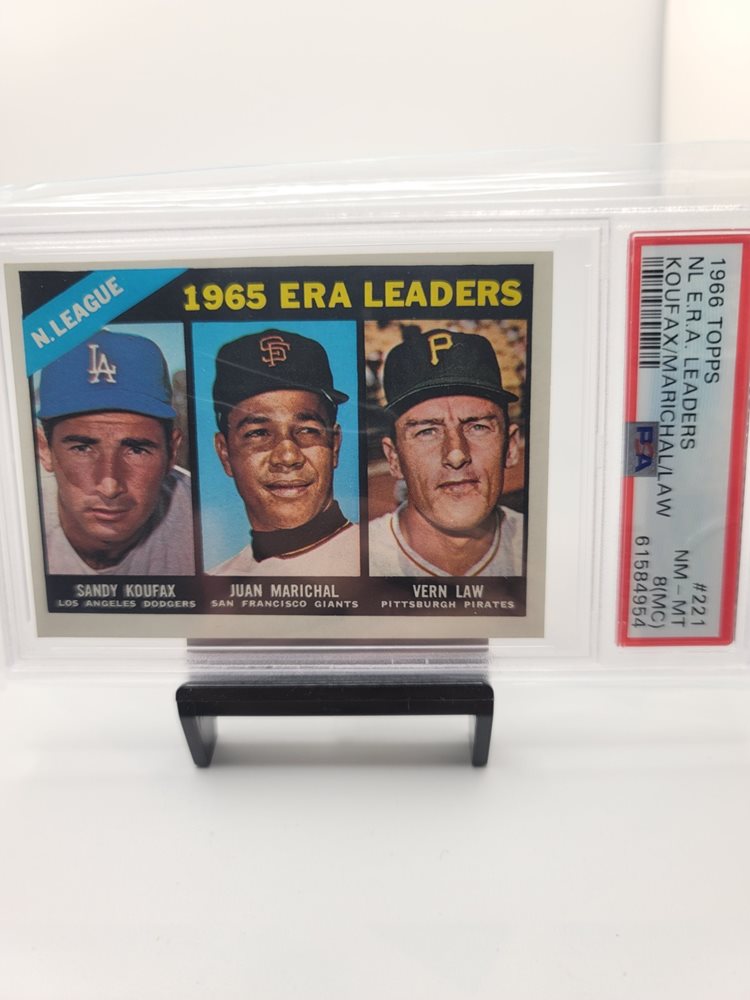 N. LEAGUE
1965 ERA LEADERS
LA
SF
P
SANDY KOUFAX
LOS ANGELES DODGERS
JUAN MARICHAL
SAN FRANCISCO GIANTS
VERN LAW
PITTSBURGH PIRATES
1966 TOPPS
NL E.R.A. LEADERS
KOUFAX/MARICHAL/LAW
#221
NM - MT
8(MC)
61584954
PSA